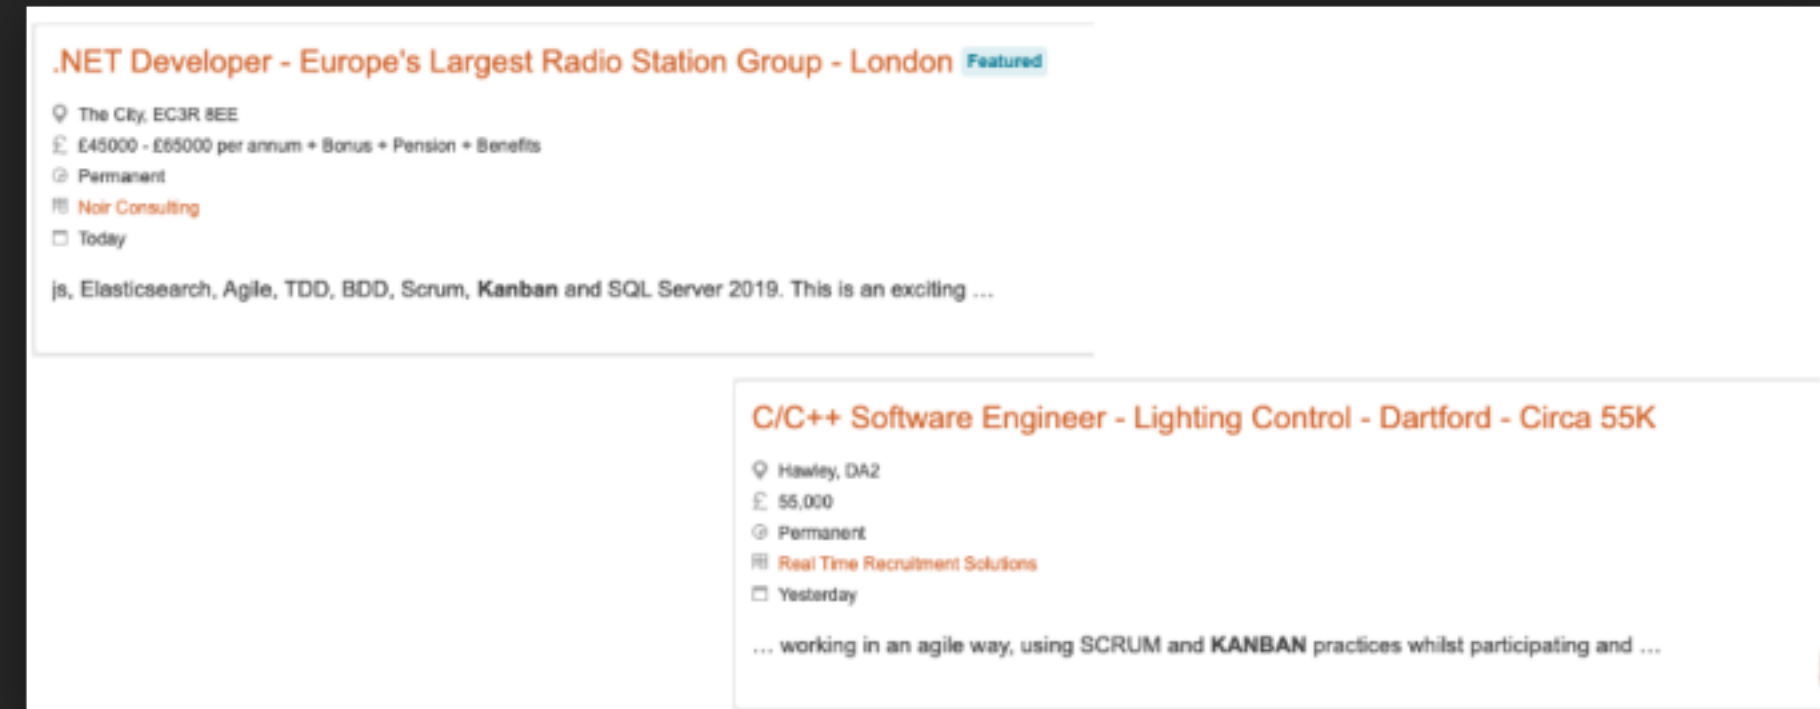 .NET Developer - Europe's Largest Radio Station Group - London Featured
The City, EC3R 8EE
£45000 - £65000 per annum + Bonus + Pension + Benefits
Permanent
Noir Consulting
Today
js, Elasticsearch, Agile, TDD, BDD, Scrum, Kanban and SQL Server 2019. This is an exciting ...
C/C++ Software Engineer - Lighting Control - Dartford - Circa 55K
Hawley, DA2
£ 55,000
Permanent
Real Time Recruitment Solutions
Yesterday
... working in an agile way, using SCRUM and KANBAN practices whilst participating and ...